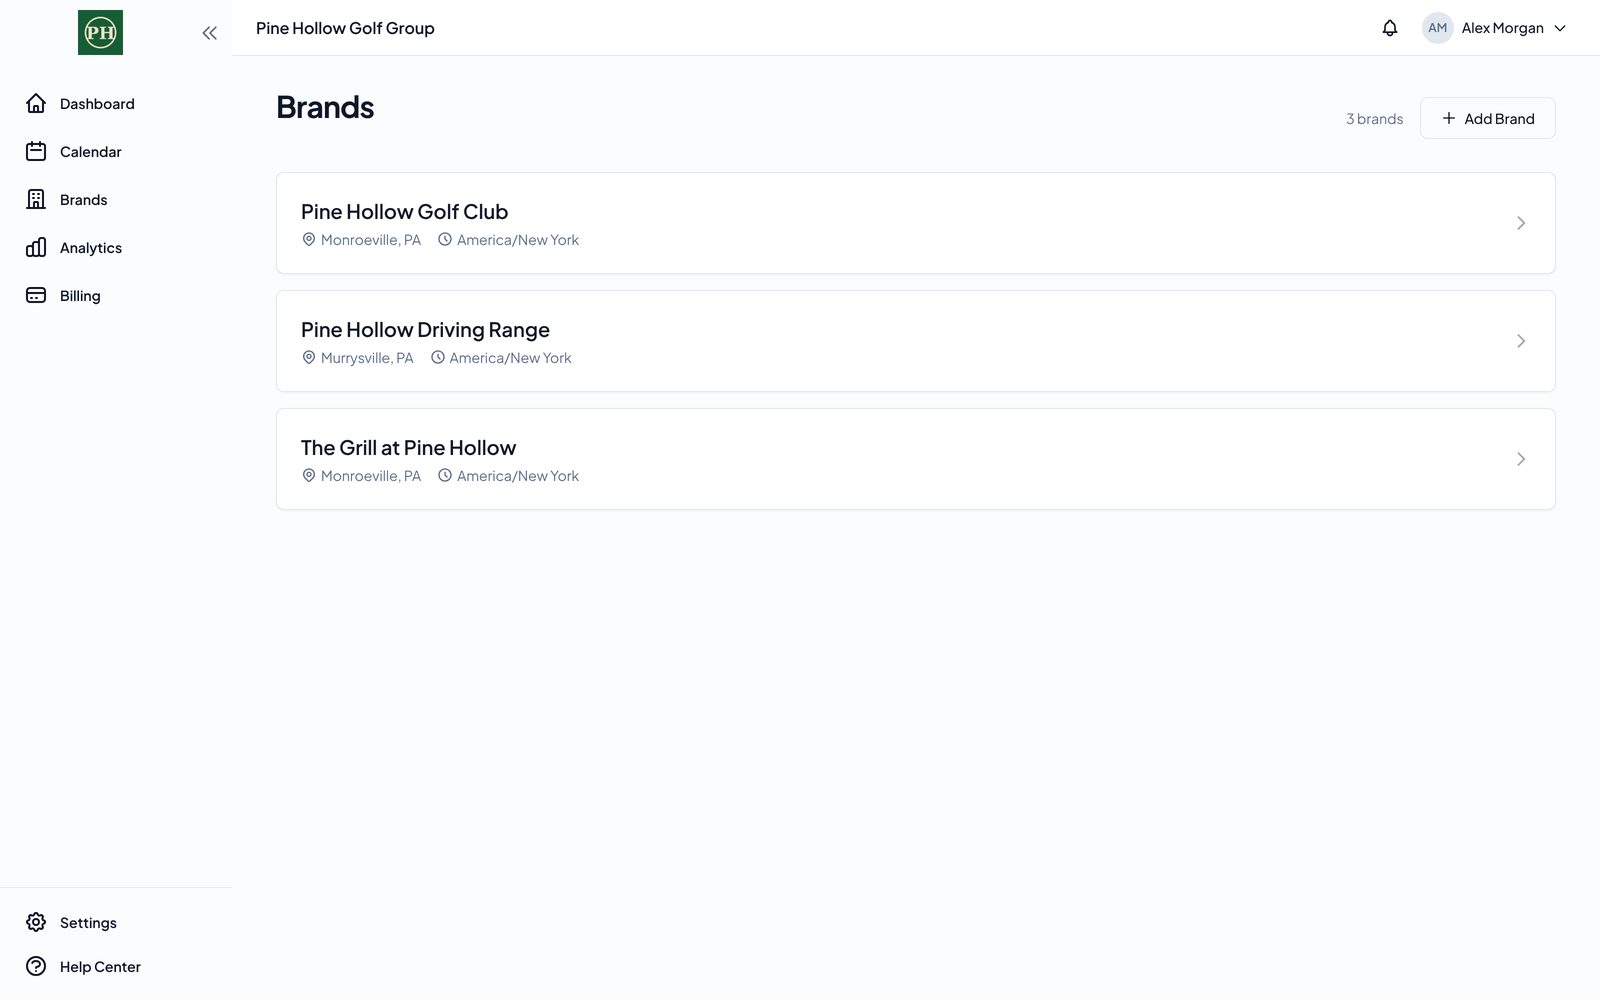 PH
Pine Hollow Golf Group
AM
Alex Morgan
Dashboard
Calendar
Brands
Analytics
Billing
Settings
Help Center
Brands
3 brands
Add Brand
Pine Hollow Golf Club
Monroeville, PA America/New York
Pine Hollow Driving Range
Murrysville, PA America/New York
The Grill at Pine Hollow
Monroeville, PA America/New York